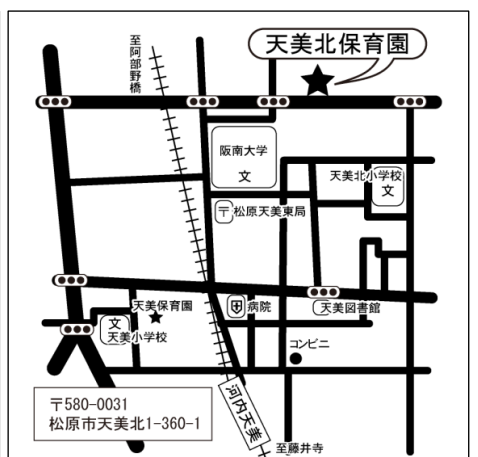 天美北保育園
至阿部野橋
阪南大学
文
天美北小学校
文
〒松原天美東局
天美保育園
病院
天美図書館
文
天美小学校
コンビニ
〒580-0031
松原市天美北1-360-1
河内天美
至藤井寺